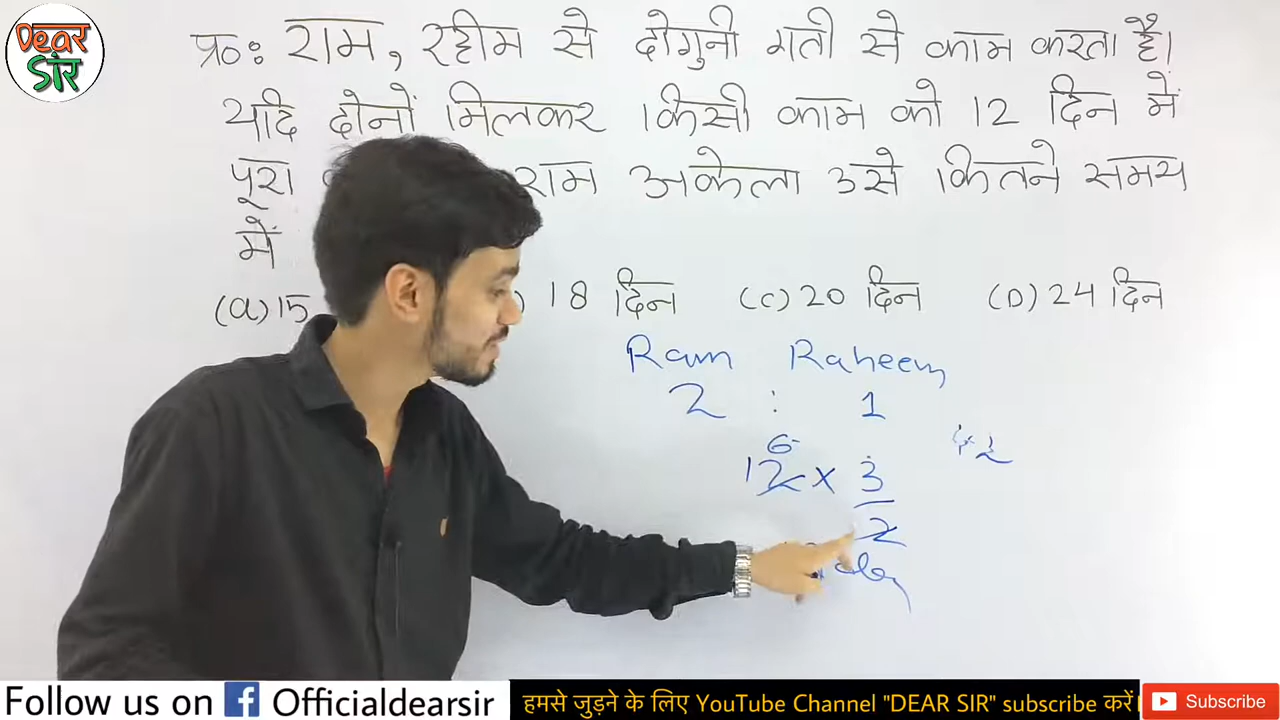 Dear
SIR
प्र०: राम, रहीम से दोगुनी गती से काम करता है।
यदि दोनों मिलकर किसी काम को 12 दिन में
पूरा राम अकेला उसे कितने समय
में
(a) 15 18 दिन (C) 20 दिन (D) 24 दिन
Ram Raheem
2 : 1
6
12 x 3
2
Follow us on f Officialdearsir
हमसे जुड़ने के लिए YouTube Channel "DEAR SIR" subscribe करें।
Subscribe